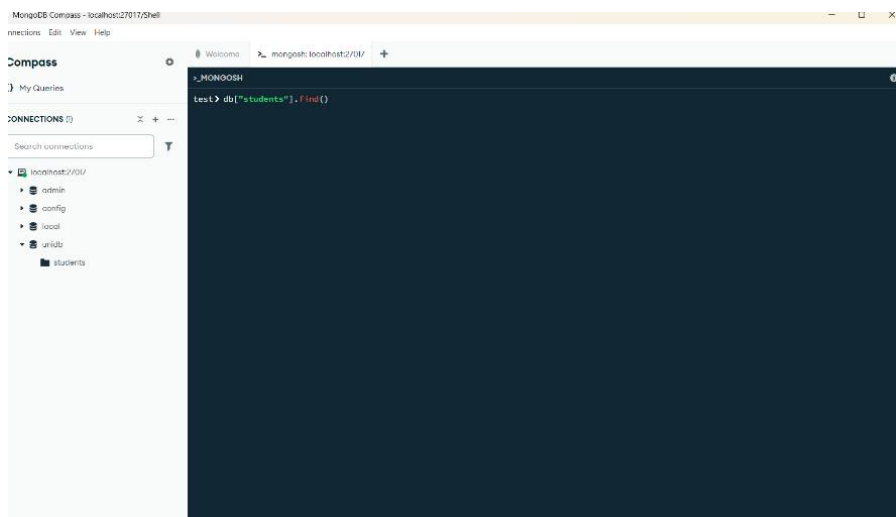 MongoDB Compass - localhost:27017/Shell
nnections Edit View Help
Compass
{} My Queries
CONNECTIONS (1)
Search connections
localhost:27017
admin
config
local
unidb
students
Welcome
>_ mongosh: localhost:27017 +
>_MONGOSH
test> db["students"].find()